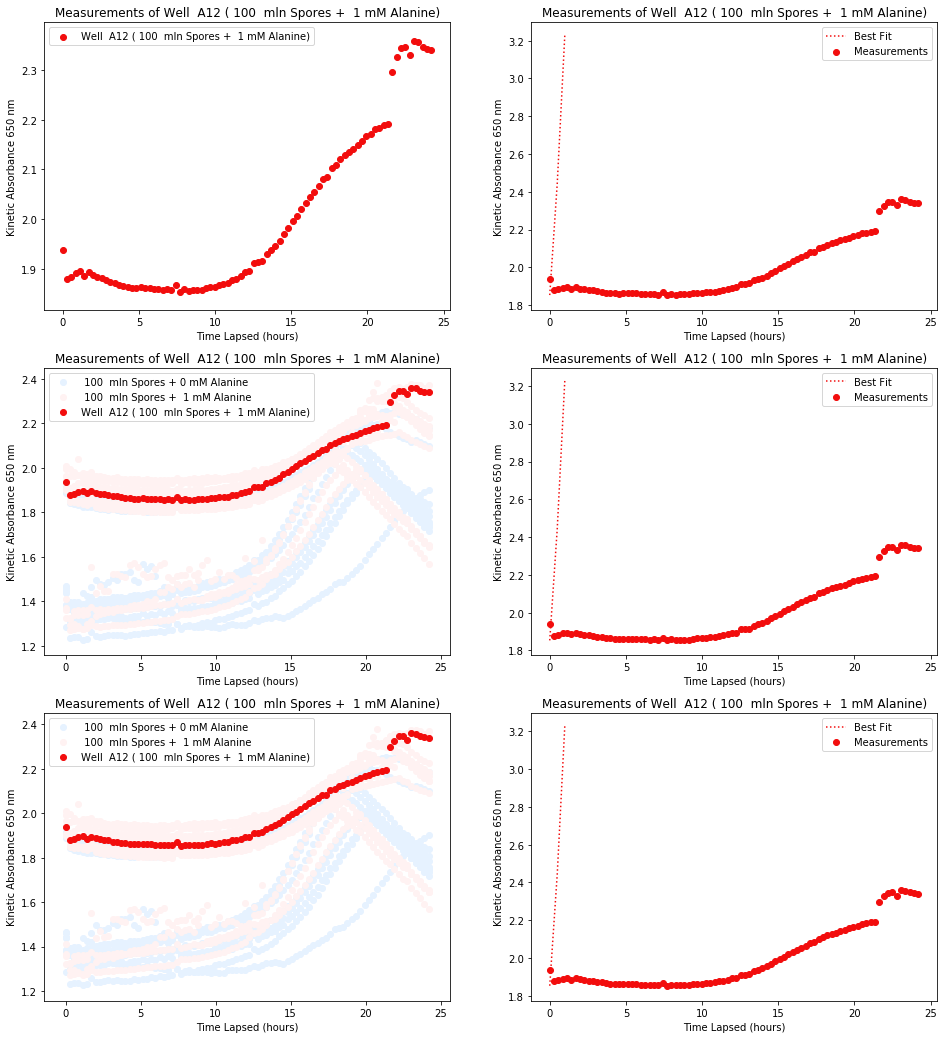 Measurements of Well  A12 ( 100  mln Spores +  1 mM Alanine)
Well  A12 ( 100  mln Spores +  1 mM Alanine)
Kinetic Absorbance 650 nm
2.3
2.2
2.1
2.0
1.9
0 5 10 15 20 25
Time Lapsed (hours)
Measurements of Well  A12 ( 100  mln Spores +  1 mM Alanine)
Best Fit
Measurements
Kinetic Absorbance 650 nm
3.2
3.0
2.8
2.6
2.4
2.2
2.0
1.8
0 5 10 15 20 25
Time Lapsed (hours)
Measurements of Well  A12 ( 100  mln Spores +  1 mM Alanine)
100  mln Spores + 0 mM Alanine
100  mln Spores +  1 mM Alanine
Well  A12 ( 100  mln Spores +  1 mM Alanine)
Kinetic Absorbance 650 nm
2.4
2.2
2.0
1.8
1.6
1.4
1.2
0 5 10 15 20 25
Time Lapsed (hours)
Measurements of Well  A12 ( 100  mln Spores +  1 mM Alanine)
Best Fit
Measurements
Kinetic Absorbance 650 nm
3.2
3.0
2.8
2.6
2.4
2.2
2.0
1.8
0 5 10 15 20 25
Time Lapsed (hours)
Measurements of Well  A12 ( 100  mln Spores +  1 mM Alanine)
100  mln Spores + 0 mM Alanine
100  mln Spores +  1 mM Alanine
Well  A12 ( 100  mln Spores +  1 mM Alanine)
Kinetic Absorbance 650 nm
2.4
2.2
2.0
1.8
1.6
1.4
1.2
0 5 10 15 20 25
Time Lapsed (hours)
Measurements of Well  A12 ( 100  mln Spores +  1 mM Alanine)
Best Fit
Measurements
Kinetic Absorbance 650 nm
3.2
3.0
2.8
2.6
2.4
2.2
2.0
1.8
0 5 10 15 20 25
Time Lapsed (hours)